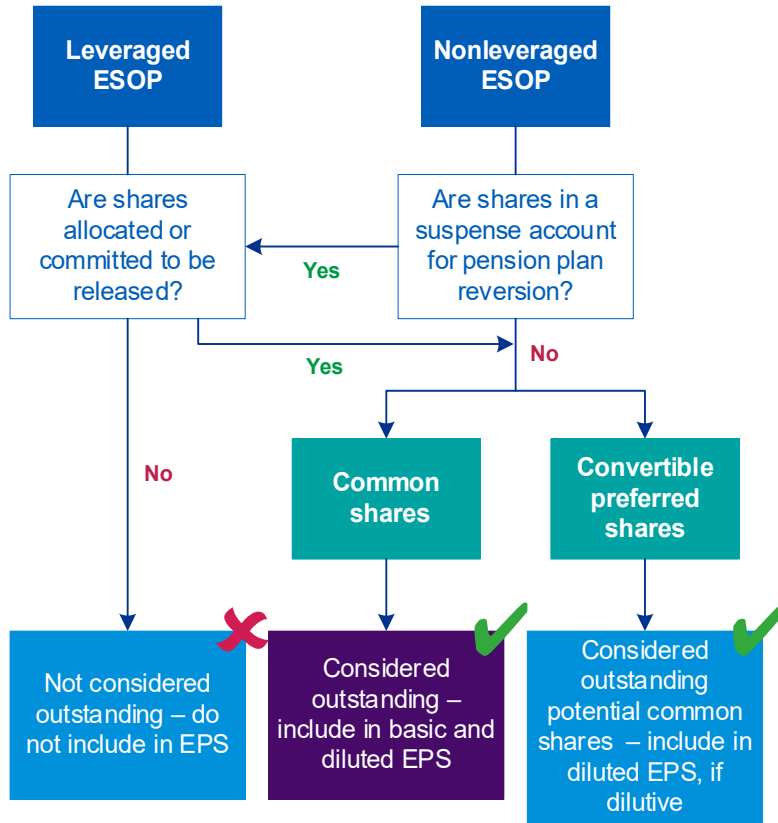 Leveraged
ESOP
Nonleveraged
ESOP
Are shares
allocated or
committed to be
released?
Yes
Are shares in a
suspense account
for pension plan
reversion?
Yes
No
No
Common
shares
Convertible
preferred
shares
Not considered
outstanding – do
not include in EPS
Considered
outstanding –
include in basic and
diluted EPS
Considered
outstanding
potential common
shares – include in
diluted EPS, if
dilutive